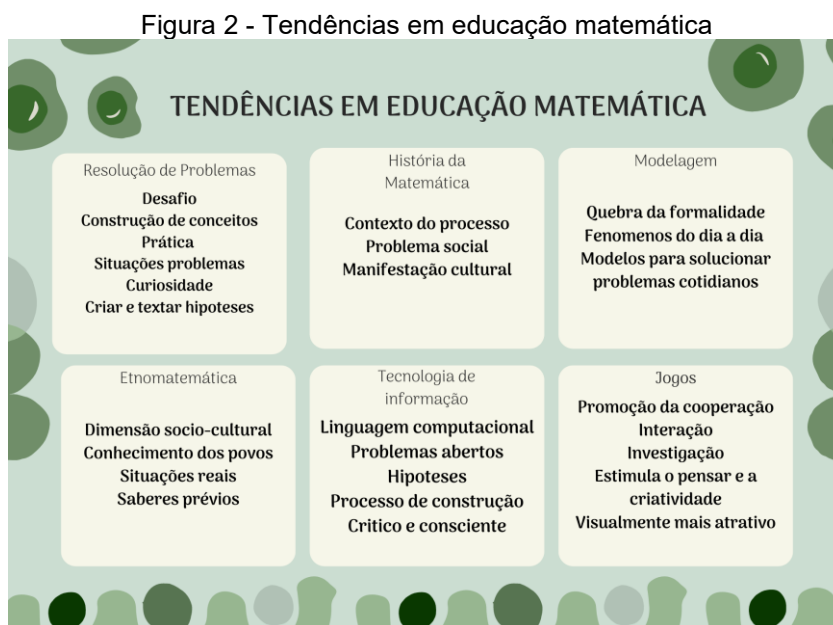 Figura 2 - Tendências em educação matemática
TENDÊNCIAS EM EDUCAÇÃO MATEMÁTICA
Resolução de Problemas
Desafio
Construção de conceitos
Prática
Situações problemas
Curiosidade
Criar e textar hipoteses
História da
Matemática
Contexto do processo
Problema social
Manifestação cultural
Modelagem
Quebra da formalidade
Fenomenos do dia a dia
Modelos para solucionar
problemas cotidianos
Etnomatemática
Dimensão socio-cultural
Conhecimento dos povos
Situações reais
Saberes prévios
Tecnologia de
informação
Linguagem computacional
Problemas abertos
Hipoteses
Processo de construção
Critico e consciente
Jogos
Promoção da cooperação
Interação
Investigação
Estimula o pensar e a
criatividade
Visualmente mais atrativo